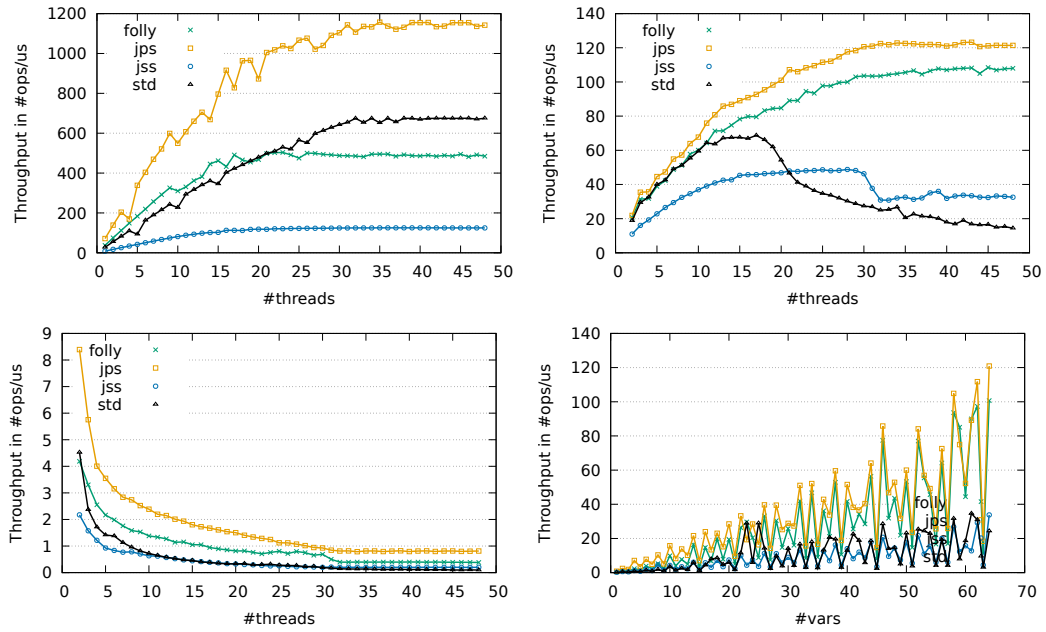 1200
1000
800
600
400
200
0
Throughput in #ops/us
folly
jps
jss
std
0 5 10 15 20 25 30 35 40 45 50
#threads
140
120
100
80
60
40
20
0
Throughput in #ops/us
folly
jps
jss
std
0 5 10 15 20 25 30 35 40 45 50
#threads
9
8
7
6
5
4
3
2
1
0
Throughput in #ops/us
folly
jps
jss
std
0 5 10 15 20 25 30 35 40 45 50
#threads
140
120
100
80
60
40
20
0
Throughput in #ops/us
folly
jps
jss
std
0 10 20 30 40 50 60 70
#vars